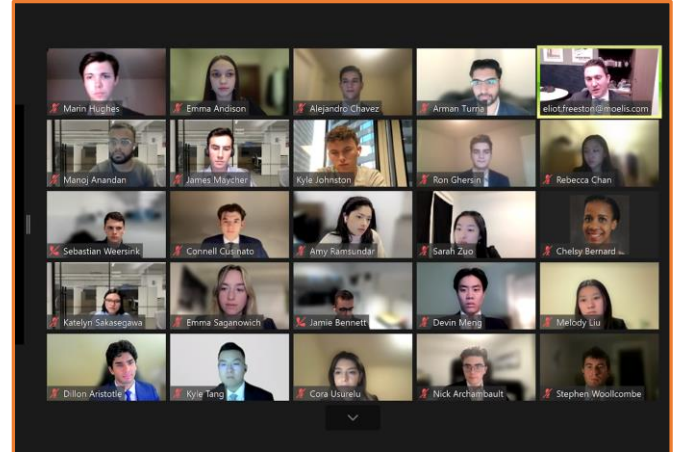 Marin Hughes
Emma Andison
Alejandro Chavez
Arman Turna
eliot.freeston@moelis.com
Manoj Anandan
James Maycher
Kyle Johnston
Ron Ghersin
Rebecca Chan
Sebastian Weersink
Connell Cusinato
Amy Ramsundar
Sarah Zuo
Chelsy Bernard
Katelyn Sakasegawa
Emma Saganowich
Jamie Bennett
Devin Meng
Melody Liu
Dillon Aristotle
Kyle Tang
Cora Usurelu
Nick Archambault
Stephen Woollcombe